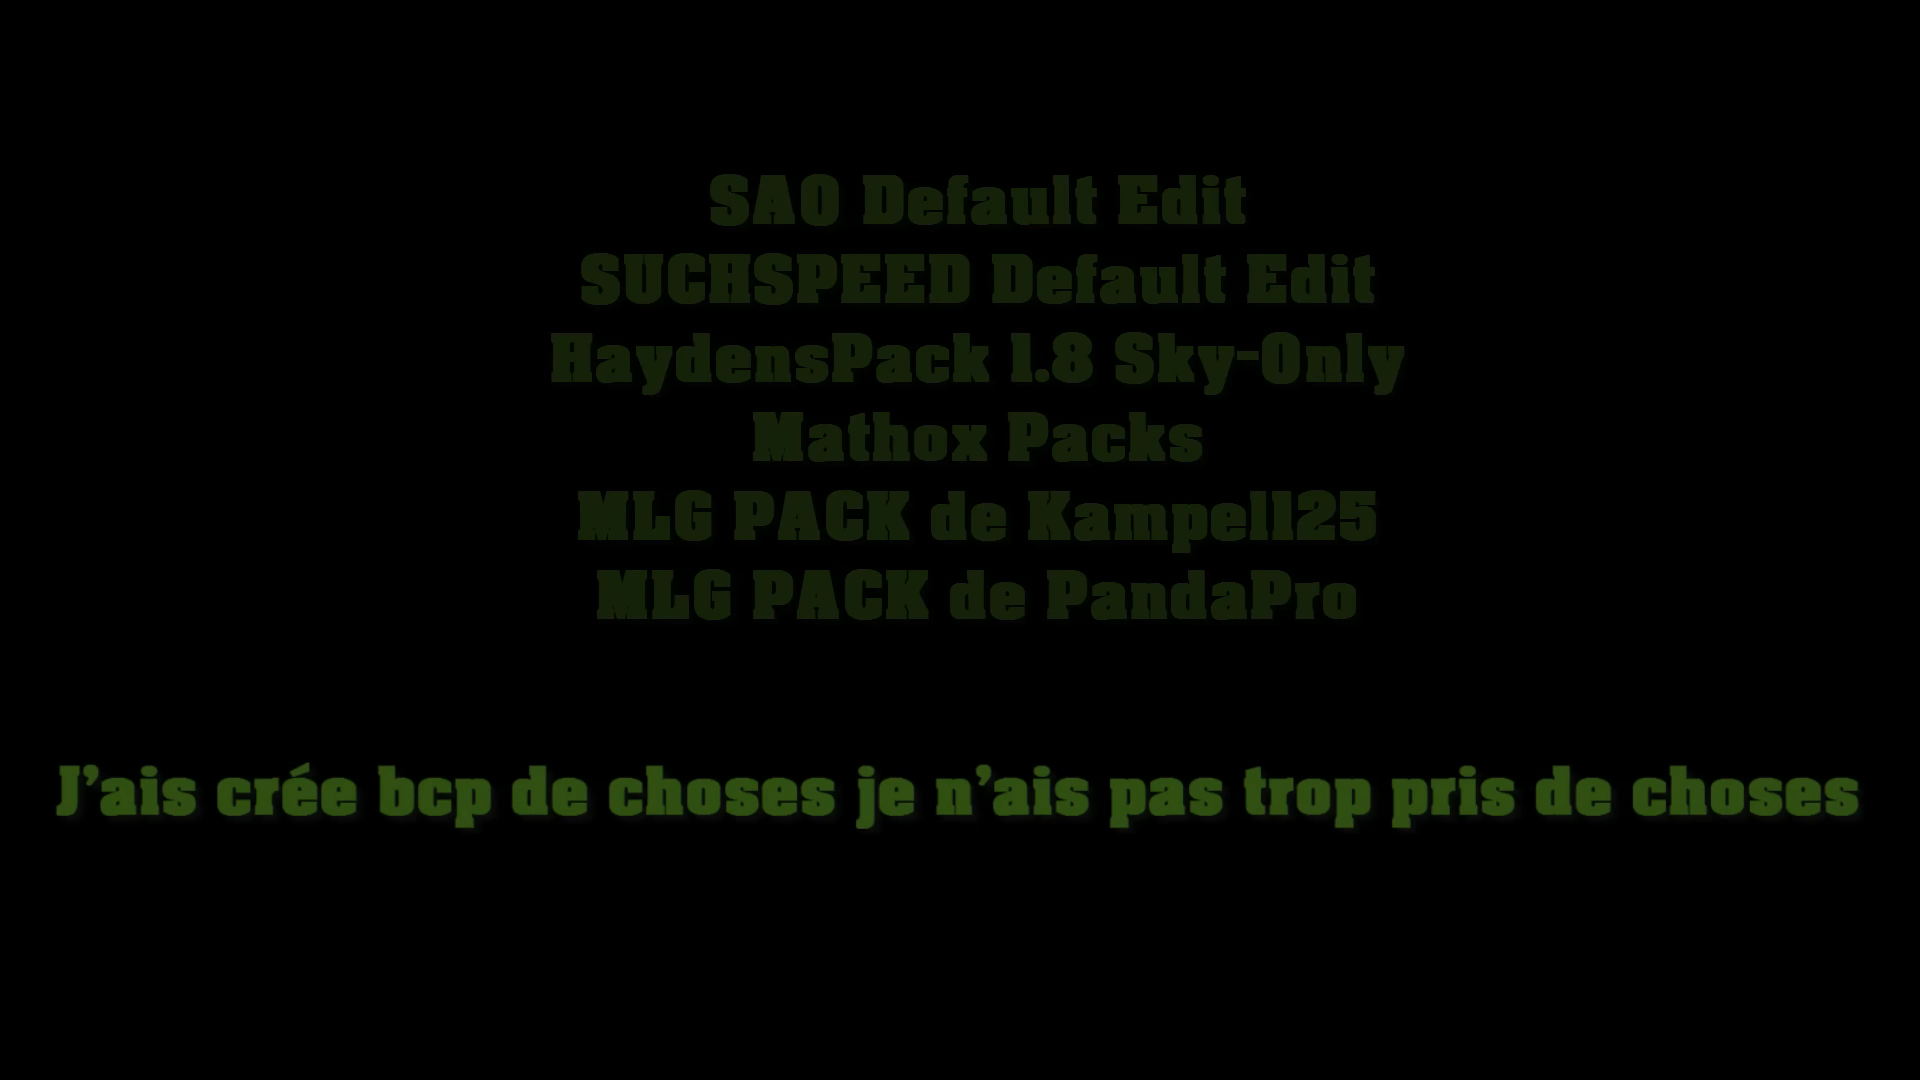 SAO Default Edit
SUCHSPEED Default Edit
HaydensPack 1.8 Sky-Only
Mathox Packs
MLG PACK de Kampel125
MLG PACK de PandaPro
J'ais crée bcp de choses je n'ais pas trop pris de choses